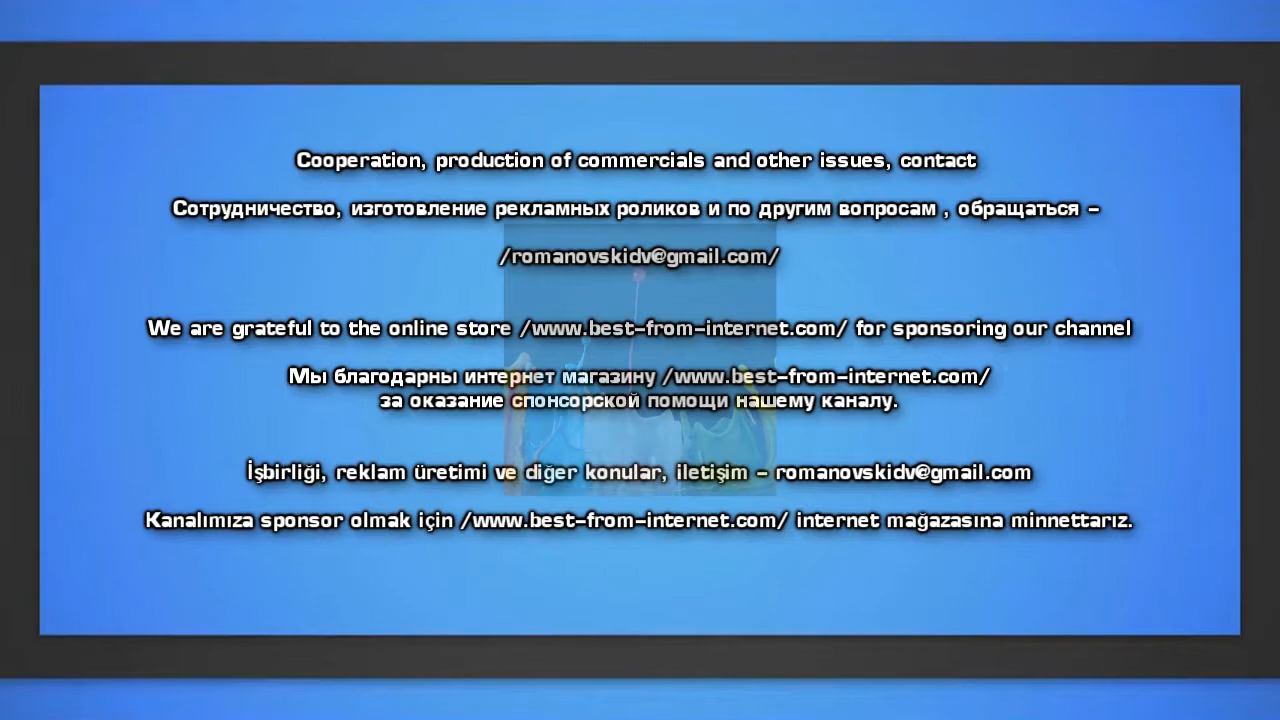 Cooperation, production of commercials and other issues, contact
Сотрудничество, изготовление рекламных роликов и по другим вопросам , обращаться -
/romanovskidv@gmail.com/
We are grateful to the online store /www.best-from-internet.com/ for sponsoring our channel
Мы благодарны интернет магазину /www.best-from-internet.com/
за оказание спонсорской помощи нашему каналу.
İşbirliği, reklam üretimi ve diğer konular, iletişim - romanovskidv@gmail.com
Kanalımıza sponsor olmak için /www.best-from-internet.com/ internet mağazasına minnettarız.